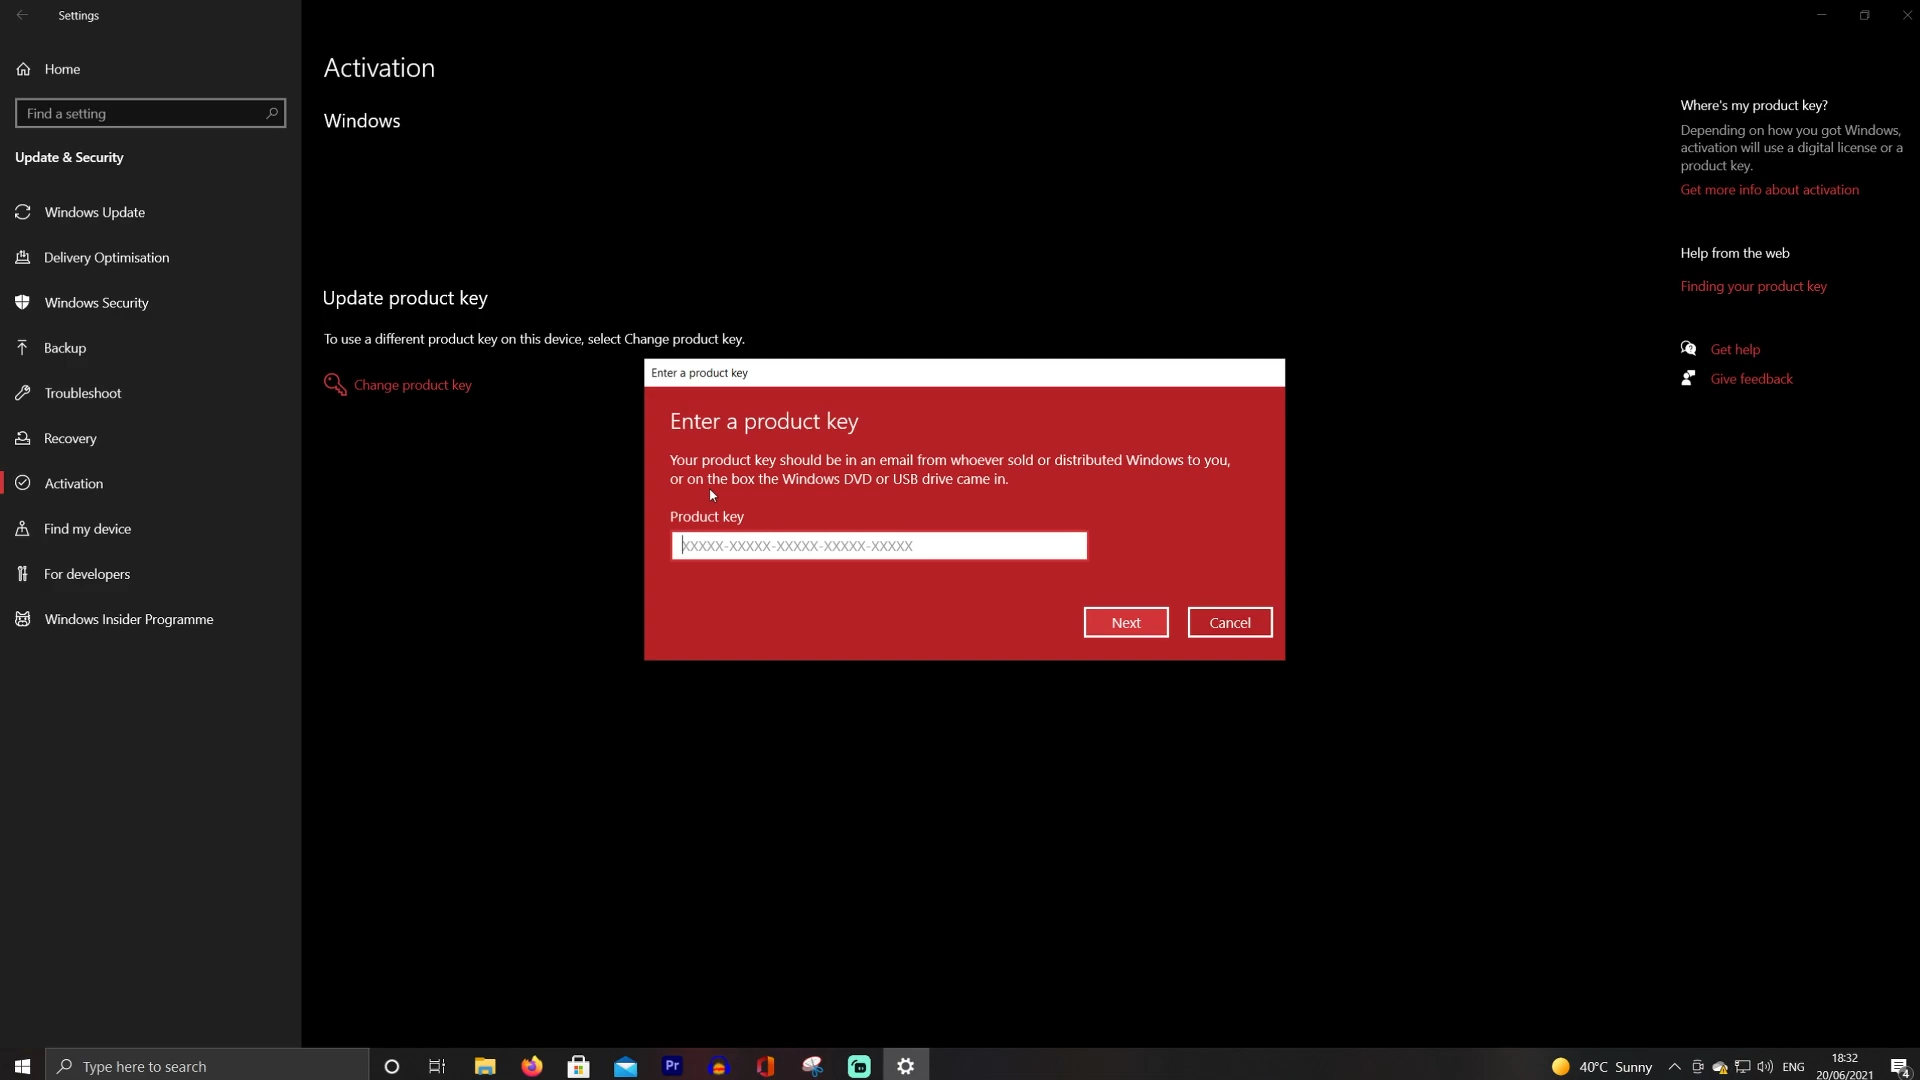 Settings
Home
Find a setting
Update & Security
Windows Update
Delivery Optimisation
Windows Security
Backup
Troubleshoot
Recovery
Activation
Find my device
For developers
Windows Insider Programme
Activation
Windows
Update product key
To use a different product key on this device, select Change product key.
Change product key
Enter a product key
Enter a product key
Your product key should be in an email from whoever sold or distributed Windows to you,
or on the box the Windows DVD or USB drive came in.
Product key
XXXXX-XXXXX-XXXXX-XXXXX-XXXXX
Next Cancel
Where's my product key?
Depending on how you got Windows,
activation will use a digital license or a
product key.
Get more info about activation
Help from the web
Finding your product key
Get help
Give feedback
Type here to search
Pr
40°C Sunny
ENG
18:32
20/06/2021
4